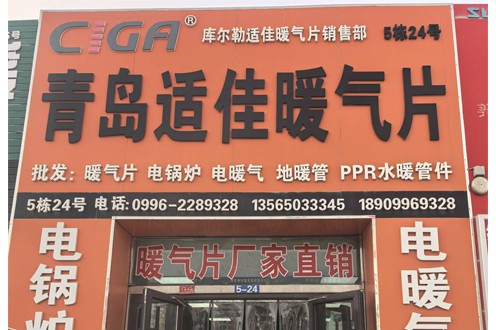 CIGA® 库尔勒适佳暖气片销售部 5栋24号
青岛适佳暖气片
批发：暖气片 电锅炉 电暖气 地暖管 PPR水暖管件
5栋24号 电话：0996-2289328 13565033345 18909969328
暖气片厂家直销
5-24
电锅炉
电暖气